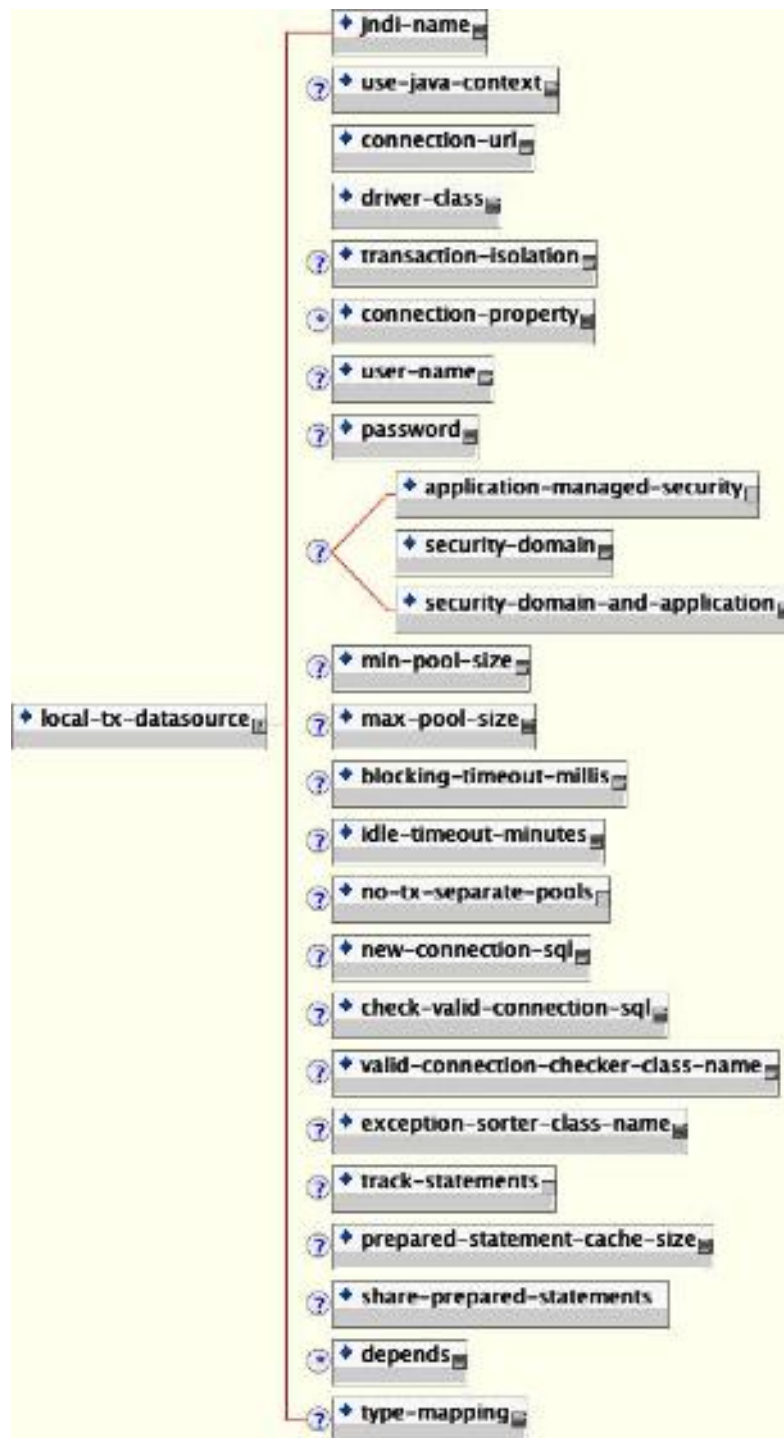 jndi-name
? use-java-context
connection-url
driver-class
? transaction-isolation
* connection-property
? user-name
? password
application-managed-security
? security-domain
security-domain-and-application
? min-pool-size
local-tx-datasource
? max-pool-size
? blocking-timeout-millis
? idle-timeout-minutes
? no-tx-separate-pools
? new-connection-sql
? check-valid-connection-sql
? valid-connection-checker-class-name
? exception-sorter-class-name
? track-statements
? prepared-statement-cache-size
? share-prepared-statements
* depends
? type-mapping